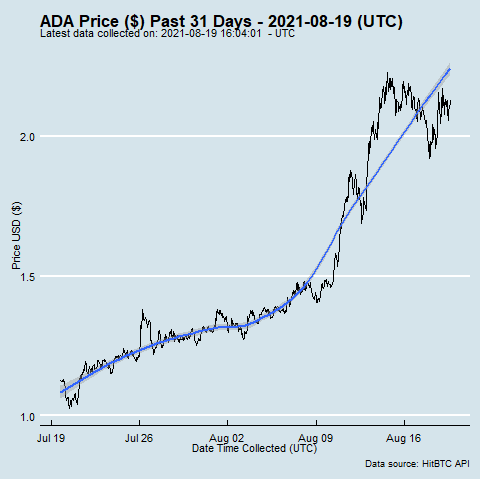 ADA Price ($) Past 31 Days - 2021-08-19 (UTC)
Latest data collected on: 2021-08-19 16:04:01 - UTC
Price USD ($)
2.0
1.5
1.0
Jul 19 Jul 26 Aug 02 Aug 09 Aug 16
Date Time Collected (UTC)
Data source: HitBTC API